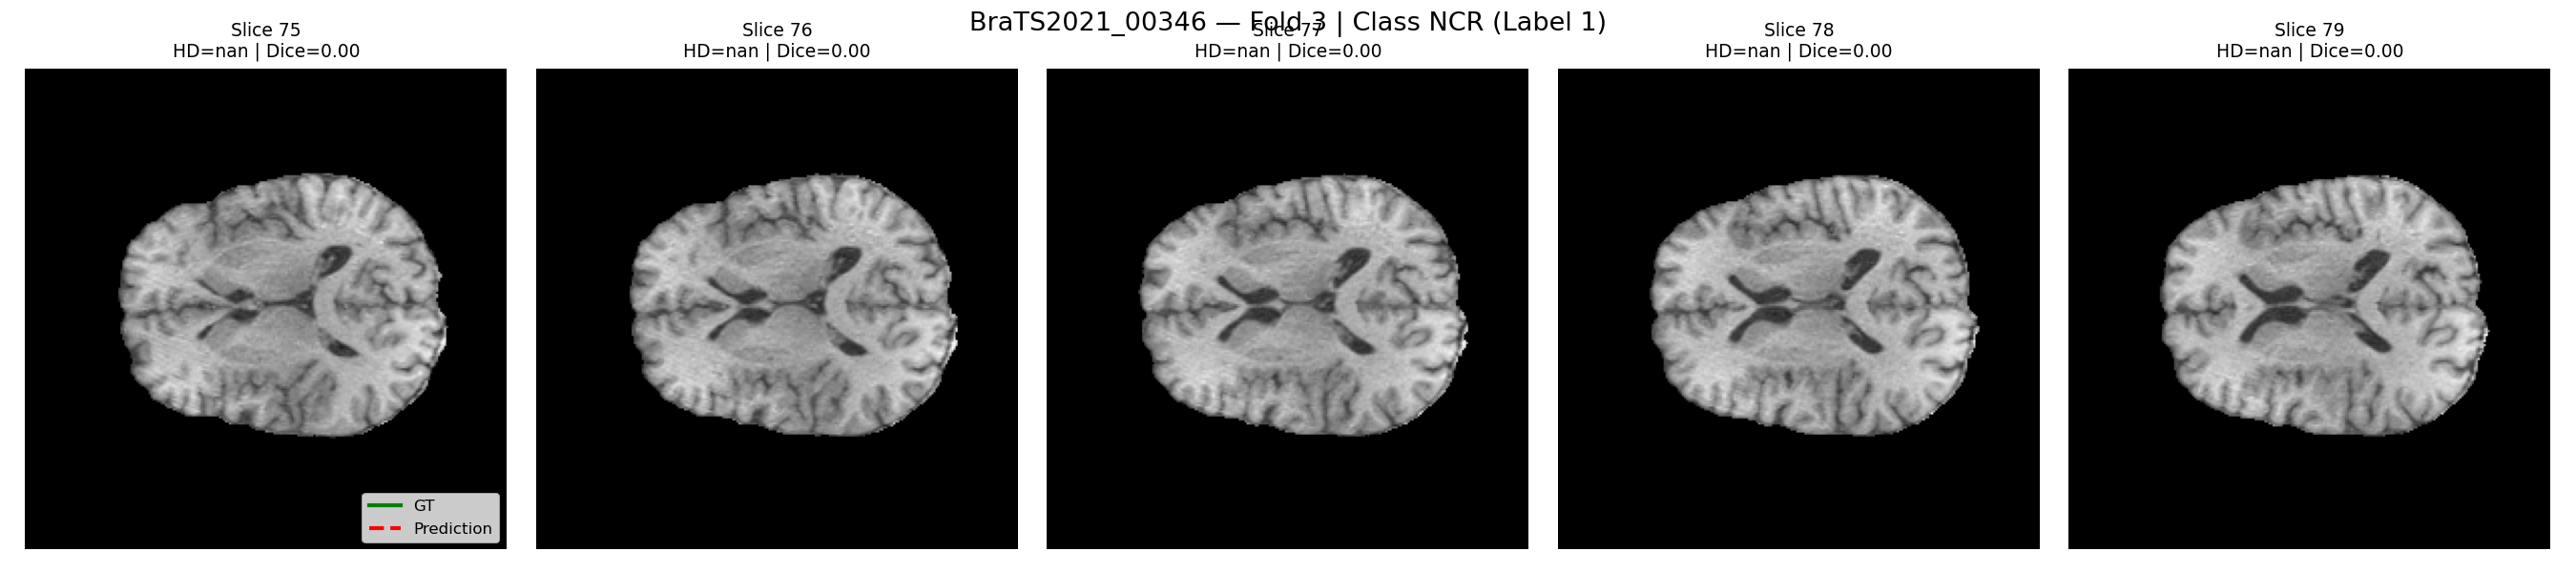 BraTS2021_00346 — Fold 3 | Class NCR (Label 1)
Slice 75
HD=nan | Dice=0.00
Slice 76
HD=nan | Dice=0.00
Slice 77
HD=nan | Dice=0.00
Slice 78
HD=nan | Dice=0.00
Slice 79
HD=nan | Dice=0.00
GT
Prediction